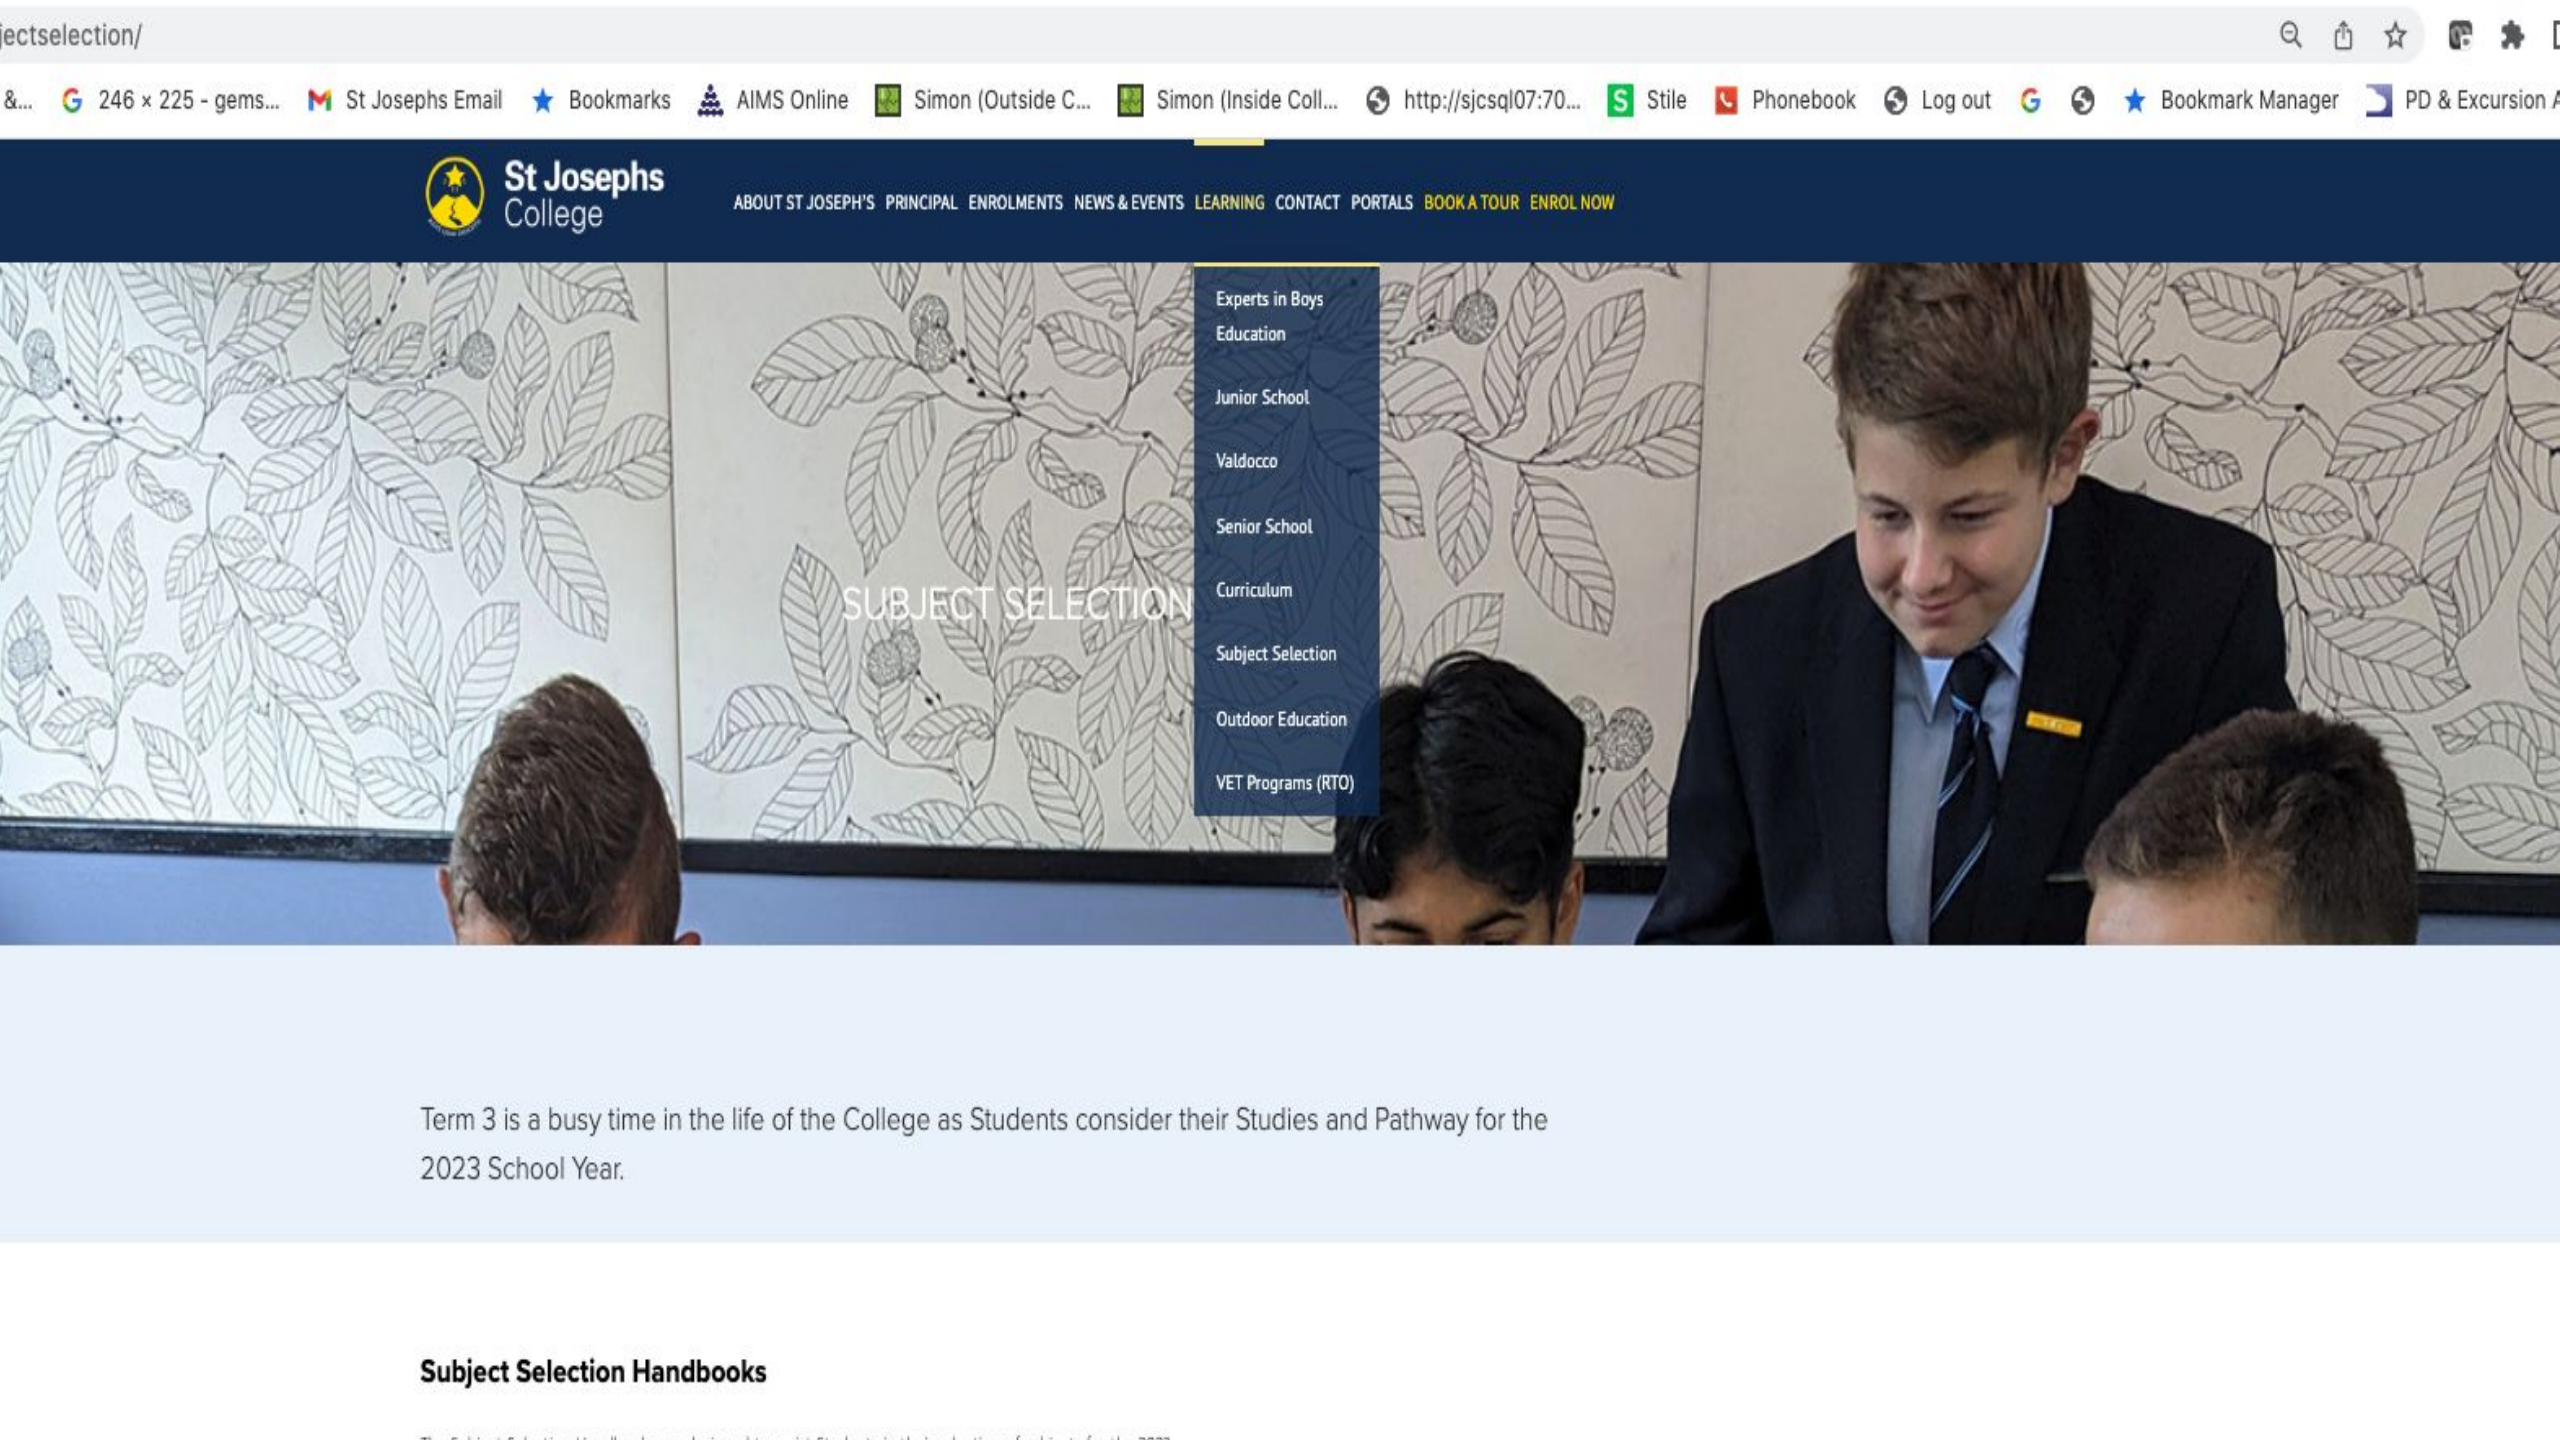 jectselection/
&... 246 × 225 - gems... St Josephs Email Bookmarks AIMS Online Simon (Outside C... Simon (Inside Coll... http://sjcsql07:70... Stile Phonebook Log out Bookmark Manager PD & Excursion A
St Josephs
College
ABOUT ST JOSEPH'S PRINCIPAL ENROLMENTS NEWS & EVENTS LEARNING CONTACT PORTALS BOOK A TOUR ENROL NOW
Experts in Boys
Education
Junior School
Valdocco
Senior School
Curriculum
SUBJECT SELECTION
Subject Selection
Outdoor Education
VET Programs (RTO)
Term 3 is a busy time in the life of the College as Students consider their Studies and Pathway for the
2023 School Year.
Subject Selection Handbooks